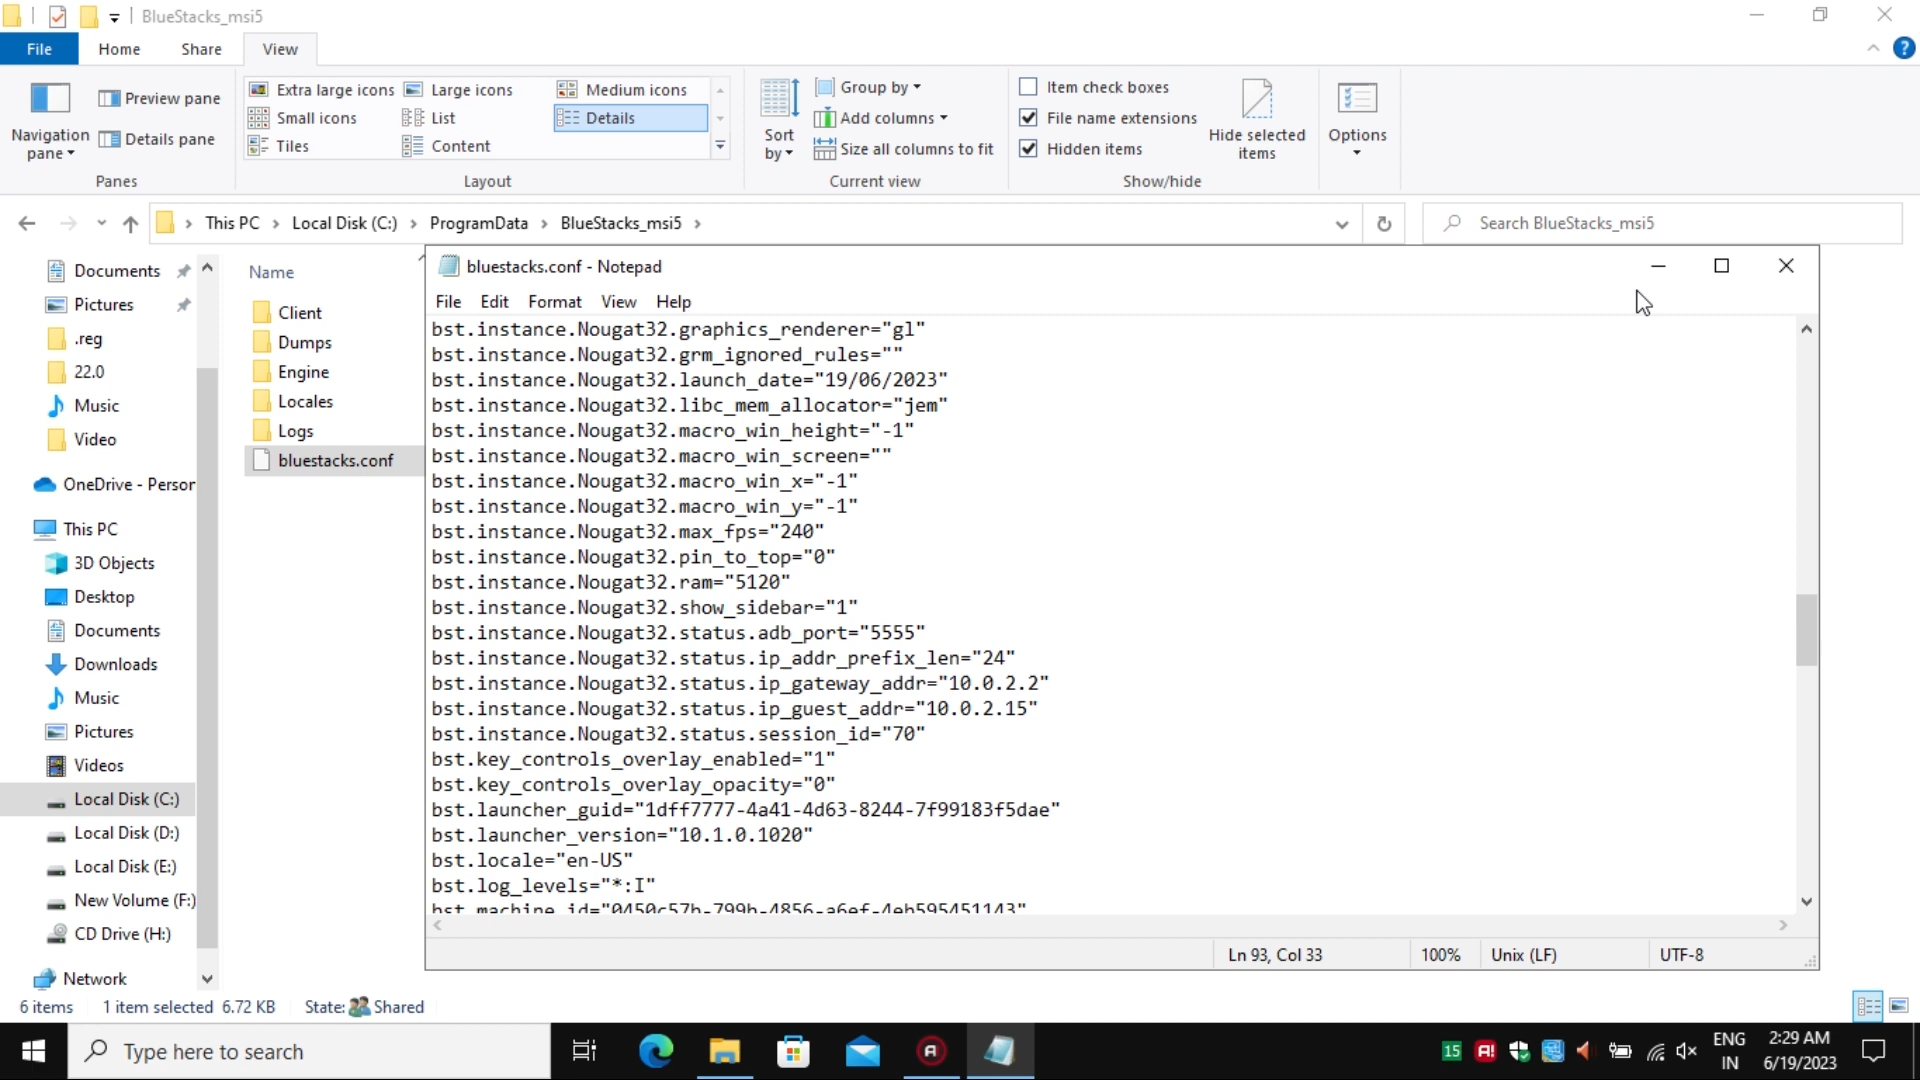 BlueStacks_msi5
File
Home
Share
View
Navigation pane
Preview pane
Details pane
Panes
Extra large icons
Large icons
Medium icons
Small icons
List
Details
Tiles
Content
Layout
Sort by
Group by
Add columns
Size all columns to fit
Current view
Item check boxes
File name extensions
Hidden items
Hide selected items
Show/hide
Options
This PC
Local Disk (C:)
ProgramData
BlueStacks_msi5
Search BlueStacks_msi5
Documents
Pictures
.reg
22.0
Music
Video
OneDrive - Person
This PC
3D Objects
Desktop
Documents
Downloads
Music
Pictures
Videos
Local Disk (C:)
Local Disk (D:)
Local Disk (E:)
New Volume (F:)
CD Drive (H:)
Network
Name
Client
Dumps
Engine
Locales
Logs
bluestacks.conf
bluestacks.conf - Notepad
File Edit Format View Help
bst.instance.Nougat32.graphics_renderer="gl"
bst.instance.Nougat32.grm_ignored_rules=""
bst.instance.Nougat32.launch_date="19/06/2023"
bst.instance.Nougat32.libc_mem_allocator="jem"
bst.instance.Nougat32.macro_win_height="-1"
bst.instance.Nougat32.macro_win_screen=""
bst.instance.Nougat32.macro_win_x="-1"
bst.instance.Nougat32.macro_win_y="-1"
bst.instance.Nougat32.max_fps="240"
bst.instance.Nougat32.pin_to_top="0"
bst.instance.Nougat32.ram="5120"
bst.instance.Nougat32.show_sidebar="1"
bst.instance.Nougat32.status.adb_port="5555"
bst.instance.Nougat32.status.ip_addr_prefix_len="24"
bst.instance.Nougat32.status.ip_gateway_addr="10.0.2.2"
bst.instance.Nougat32.status.ip_guest_addr="10.0.2.15"
bst.instance.Nougat32.status.session_id="70"
bst.key_controls_overlay_enabled="1"
bst.key_controls_overlay_opacity="0"
bst.launcher_guid="1dff7777-4a41-4d63-8244-7f99183f5dae"
bst.launcher_version="10.1.0.1020"
bst.locale="en-US"
bst.log_levels="*:I"
bst.machine_id="0450c57b-799b-4856-a6ef-4eb595451143"
Ln 93, Col 33
100%
Unix (LF)
UTF-8
6 items
1 item selected 6.72 KB
State: Shared
Type here to search
15
ENG
IN
2:29 AM
6/19/2023